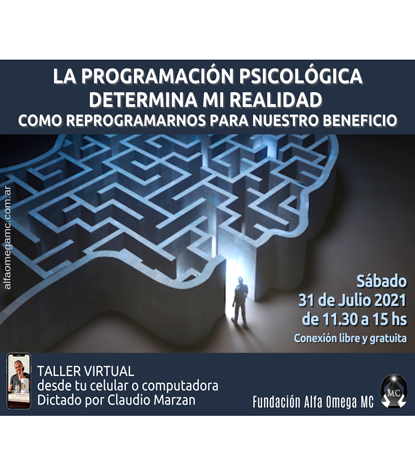 LA PROGRAMACIÓN PSICOLÓGICA
DETERMINA MI REALIDAD
COMO REPROGRAMARNOS PARA NUESTRO BENEFICIO
alfaomegamc.com.ar
Sábado
31 de Julio 2021
de 11.30 a 15 hs
Conexión libre y gratuita
TALLER VIRTUAL
desde tu celular o computadora
Dictado por Claudio Marzan
Fundación Alfa Omega MC
MC